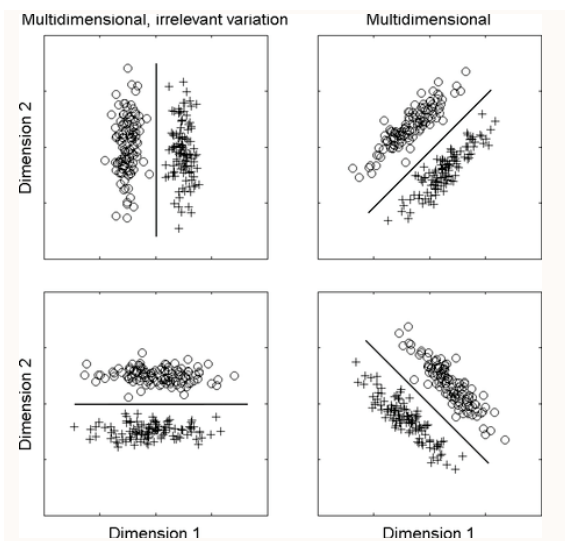 Multidimensional, irrelevant variation
Multidimensional
Dimension 2
Dimension 2
Dimension 1
Dimension 1